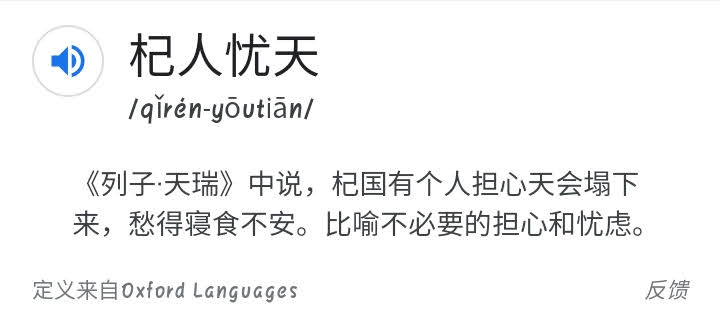 杞人忧天
/qǐrén-yōutiān/
《列子·天瑞》中说，杞国有个人担心天会塌下
来，愁得寝食不安。比喻不必要的担心和忧虑。
定义来自Oxford Languages
反馈